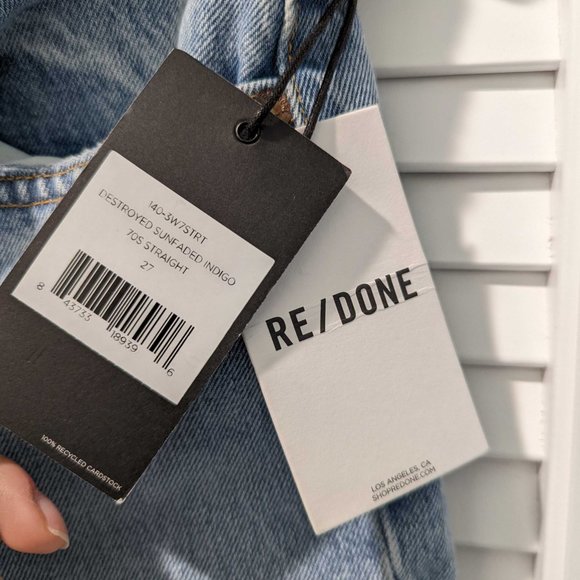 140-3W7STRT
DESTROYED SUNFADED INDIGO
70S STRAIGHT
27
8 43733 18939 6
100% RECYCLED CARDSTOCK
RE/DONE
LOS ANGELES, CA
SHOPREDONE.COM